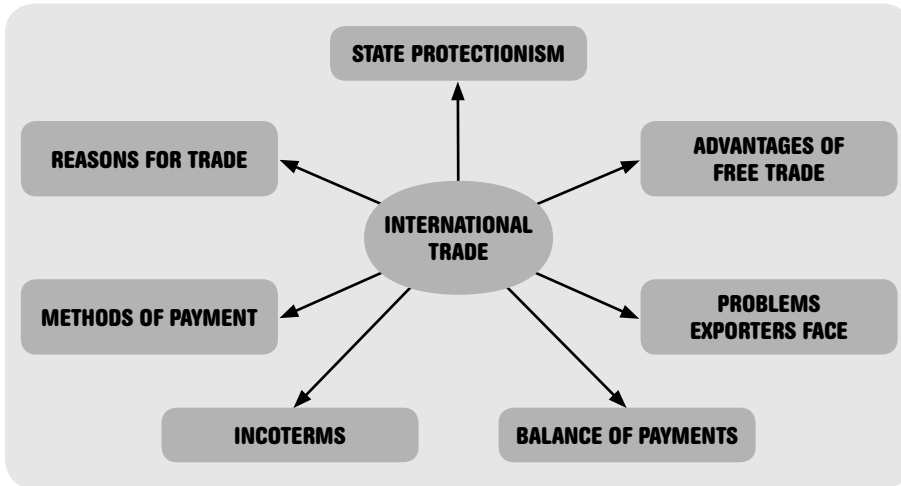 STATE PROTECTIONISM
REASONS FOR TRADE
ADVANTAGES OF
FREE TRADE
INTERNATIONAL
TRADE
METHODS OF PAYMENT
PROBLEMS
EXPORTERS FACE
INCOTERMS
BALANCE OF PAYMENTS